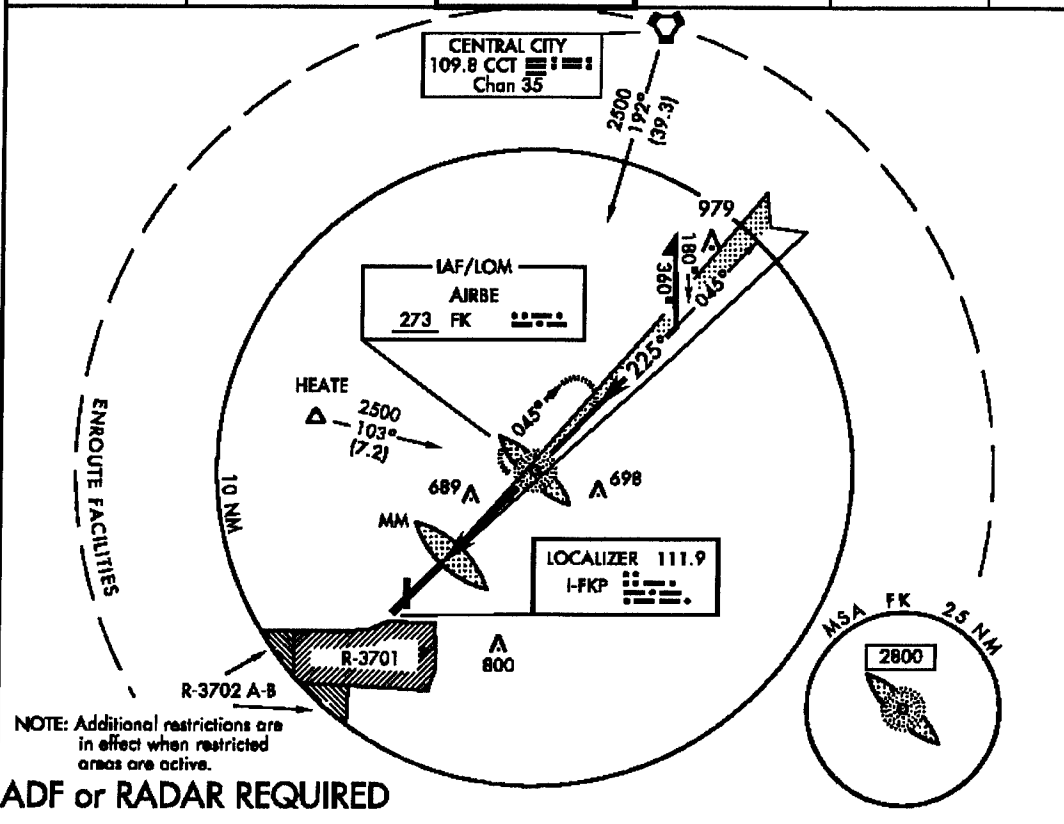 CENTRAL CITY
109.8 CCT
Chan 35
2500
192°
(39.3)
979
IAF/LOM
AIRBE
273 FK
360°
180°
045°
225°
HEATE
2500
103°
(7.2)
045°
689
698
MM
ENROUTE FACILITIES
10 NM
LOCALIZER 111.9
I-FKP
R-3701
800
R-3702 A-B
MSA FK 25 NM
2800
NOTE: Additional restrictions are
in effect when restricted
areas are active.
ADF or RADAR REQUIRED